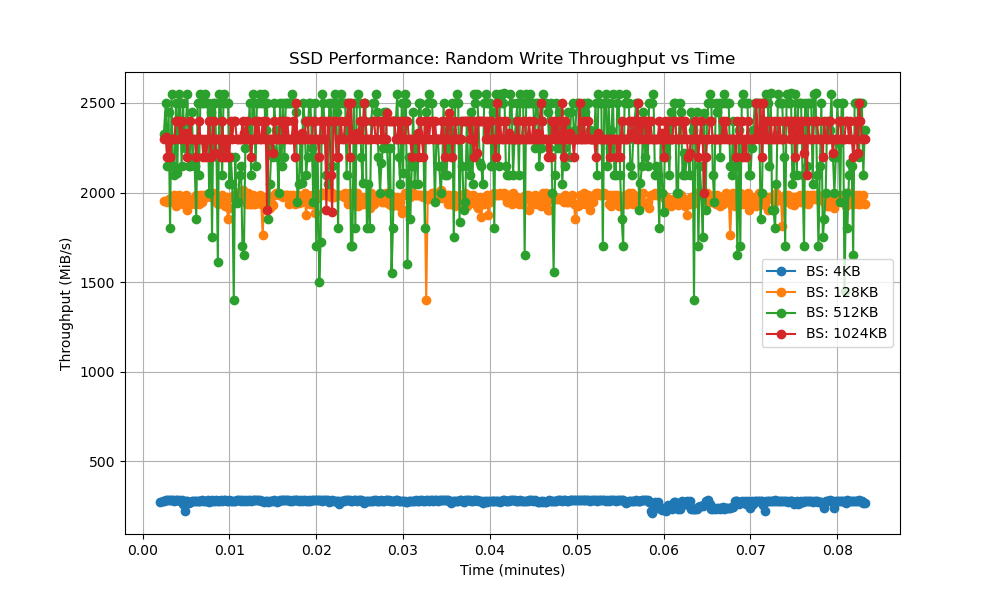 SSD Performance: Random Write Throughput vs Time
Throughput (MiB/s)
2500
2000
1500
1000
500
BS: 4KB
BS: 128KB
BS: 512KB
BS: 1024KB
0.00 0.01 0.02 0.03 0.04 0.05 0.06 0.07 0.08
Time (minutes)